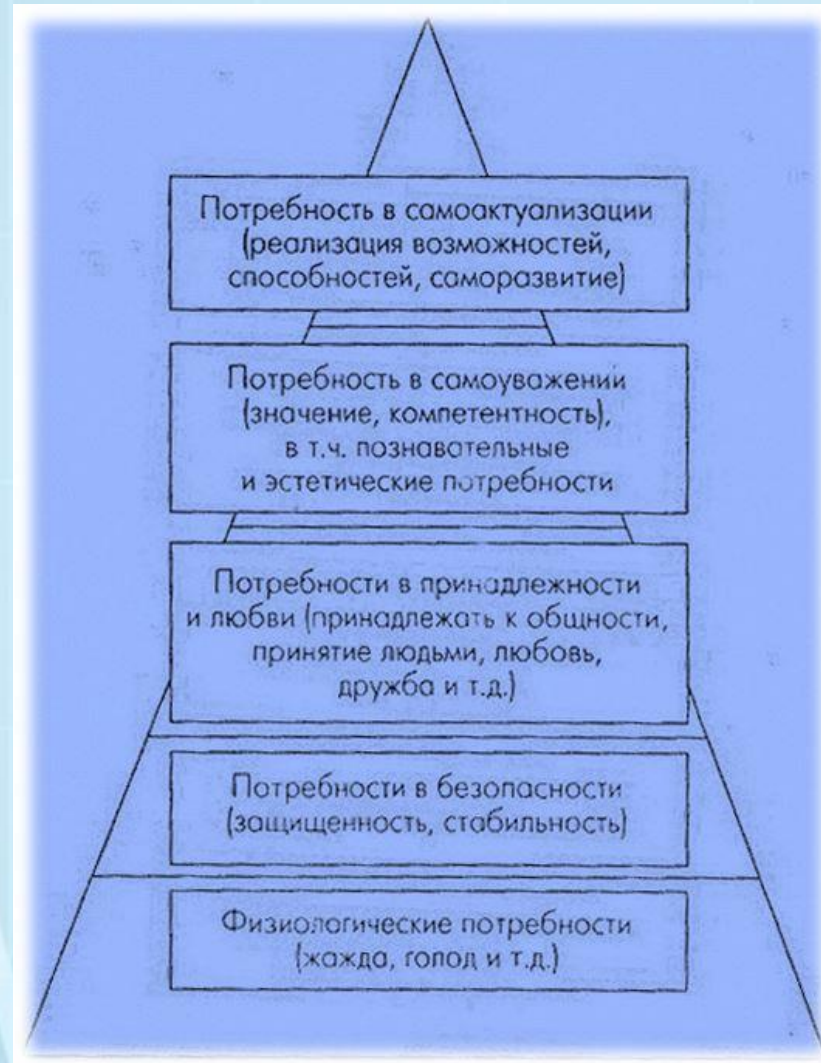 Потребность в самоактуализации
(реализация возможностей,
способностей, саморазвитие)
Потребность в самоуважении
(значение, компетентность),
в т.ч. познавательные
и эстетические потребности
Потребности в принадлежности
и любви (принадлежать к общности,
принятие людьми, любовь,
дружба и т.д.)
Потребности в безопасности
(защищенность, стабильность)
Физиологические потребности
(жажда, голод и т.д.)